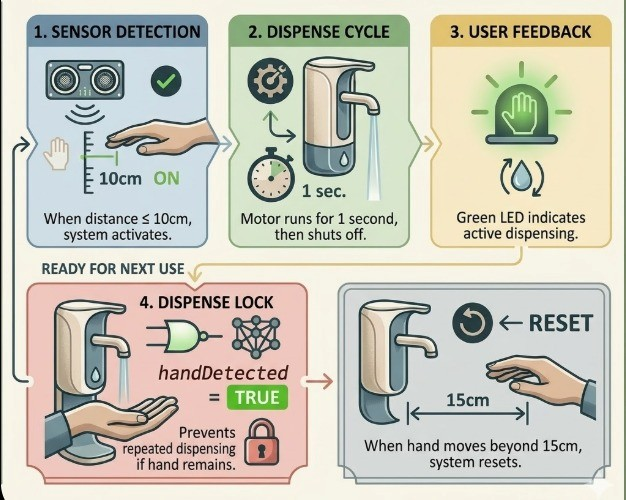 1. SENSOR DETECTION
10cm ON
When distance ≤ 10cm,
system activates.
2. DISPENSE CYCLE
1 sec.
Motor runs for 1 second,
then shuts off.
3. USER FEEDBACK
Green LED indicates
active dispensing.
READY FOR NEXT USE
4. DISPENSE LOCK
handDetected
= TRUE
Prevents
repeated dispensing
if hand remains.
RESET
15cm
When hand moves beyond 15cm,
system resets.